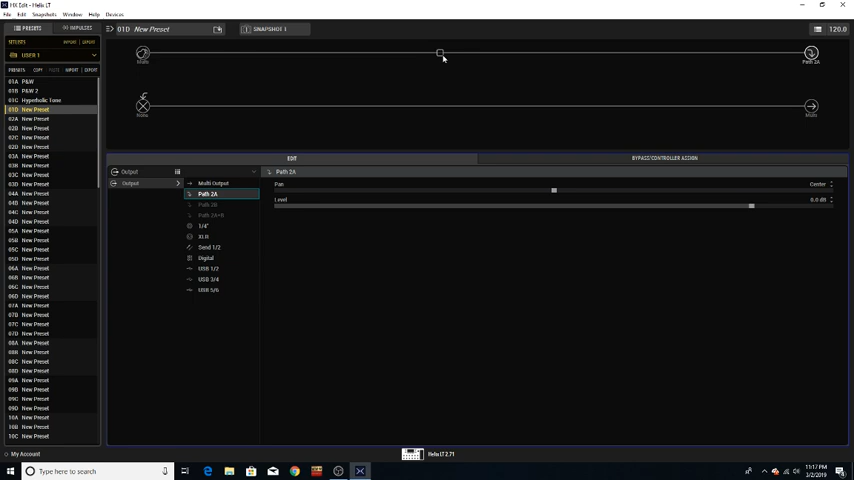 HX Edit - Helix LT
File Edit Snapshots Window Help Devices
PRESETS IMPULSES
01D New Preset
SNAPSHOT 1
120.0
SETLISTS IMPORT | EXPORT
USER 1
PRESETS COPY PASTE IMPORT | EXPORT
01A P&W
01B P&W 2
01C Hyperholic Tone
01D New Preset
02A New Preset
02B New Preset
02C New Preset
02D New Preset
03A New Preset
03B New Preset
03C New Preset
03D New Preset
04A New Preset
04B New Preset
04C New Preset
04D New Preset
05A New Preset
05B New Preset
05C New Preset
05D New Preset
06A New Preset
06B New Preset
06C New Preset
06D New Preset
07A New Preset
07B New Preset
07C New Preset
07D New Preset
08A New Preset
08B New Preset
08C New Preset
08D New Preset
09A New Preset
09B New Preset
09C New Preset
09D New Preset
10A New Preset
10B New Preset
10C New Preset
Multi
Path 2A
None
Multi
EDIT
BYPASS/CONTROLLER ASSIGN
Output
Output
Multi Output
Path 2A
Path 2B
Path 2A+B
1/4"
XLR
Send 1/2
Digital
USB 1/2
USB 3/4
USB 5/6
Path 2A
Pan Center
Level 0.0 dB
My Account
Helix LT 2.71
Type here to search
11:17 PM
3/2/2019